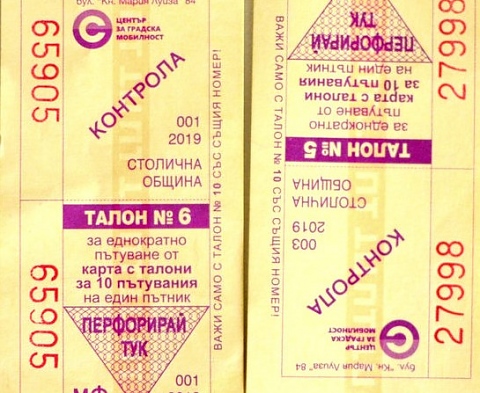 бул. "Кн. Мария Луиза" 84
ЦЕНТЪР
ЗА ГРАДСКА
МОБИЛНОСТ
65905
КОНТРОЛА
001
2019
СТОЛИЧНА
ОБЩИНА
ТАЛОН № 6
за еднократно
пътуване от
карта с талони
за 10 пътувания
на един пътник
ПЕРФОРИРАЙ
ТУК
65905
001
ВАЖИ САМО С ТАЛОН № 10 СЪС СЪЩИЯ НОМЕР!
бул. "Кн. Мария Луиза" 84
ЦЕНТЪР
ЗА ГРАДСКА
МОБИЛНОСТ
27998
КОНТРОЛА
003
2019
СТОЛИЧНА
ОБЩИНА
ТАЛОН № 5
за еднократно
пътуване от
карта с талони
за 10 пътувания
на един пътник
ПЕРФОРИРАЙ
ТУК
27998
ВАЖИ САМО С ТАЛОН № 10 СЪС СЪЩИЯ НОМЕР!